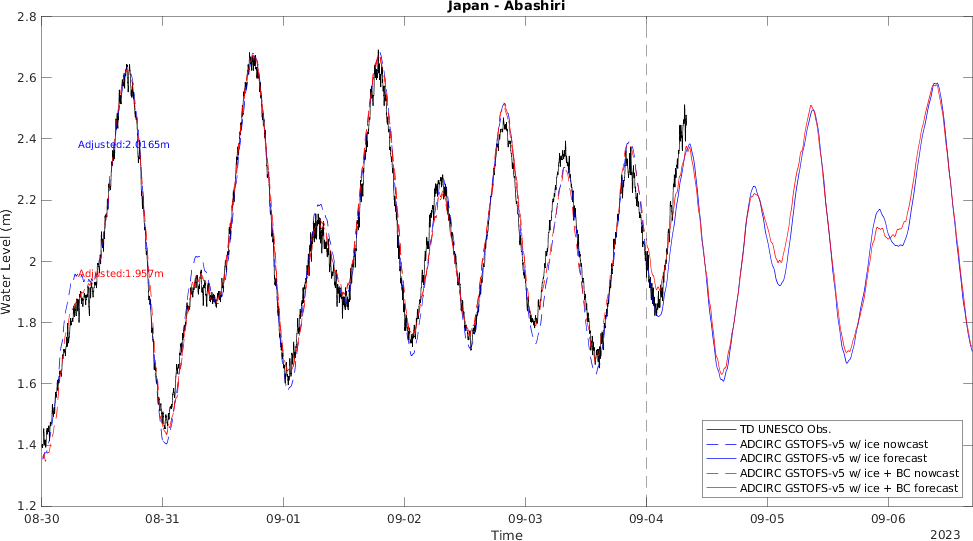 Japan - Abashiri
2.8
2.6
2.4
2.2
2
1.8
1.6
1.4
1.2
Water Level (m)
Adjusted:2.0165m
Adjusted:1.957m
TD UNESCO Obs.
ADCIRC GSTOFS-v5 w/ ice nowcast
ADCIRC GSTOFS-v5 w/ ice forecast
ADCIRC GSTOFS-v5 w/ ice + BC nowcast
ADCIRC GSTOFS-v5 w/ ice + BC forecast
08-30 08-31 09-01 09-02 09-03 09-04 09-05 09-06
Time
2023